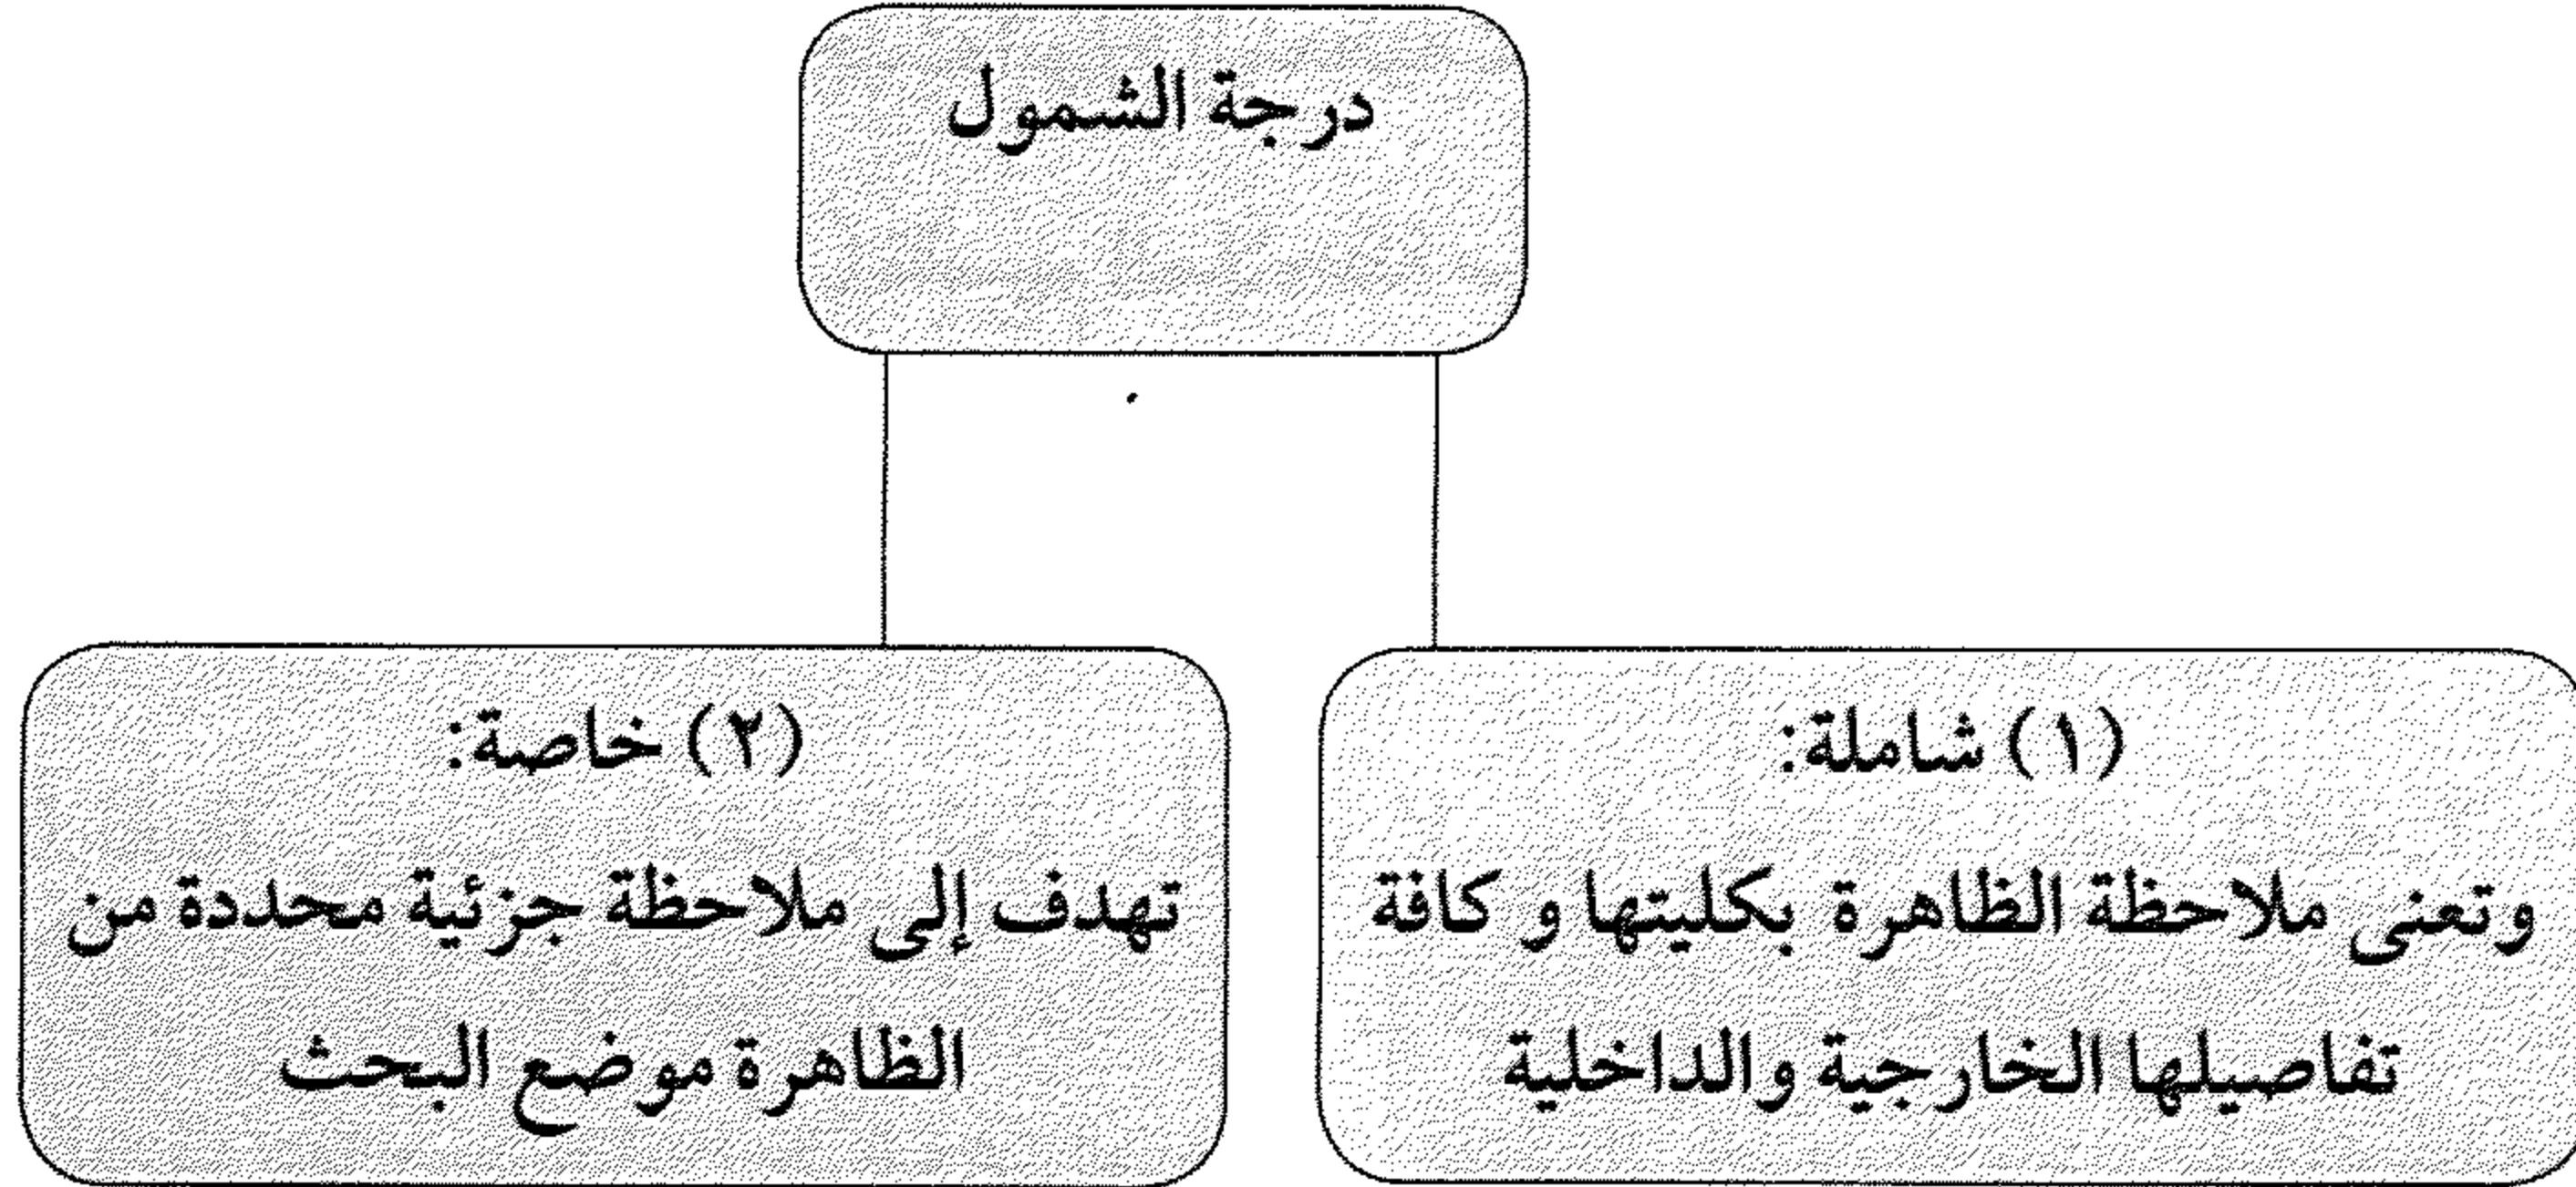 درجة الشمول
(١) شاملة:
وتعنى ملاحظة الظاهرة بكليتها و كافة
تفاصيلها الخارجية والداخلية
(٢) خاصة:
تهدف إلى ملاحظة جزئية محددة من
الظاهرة موضع البحث